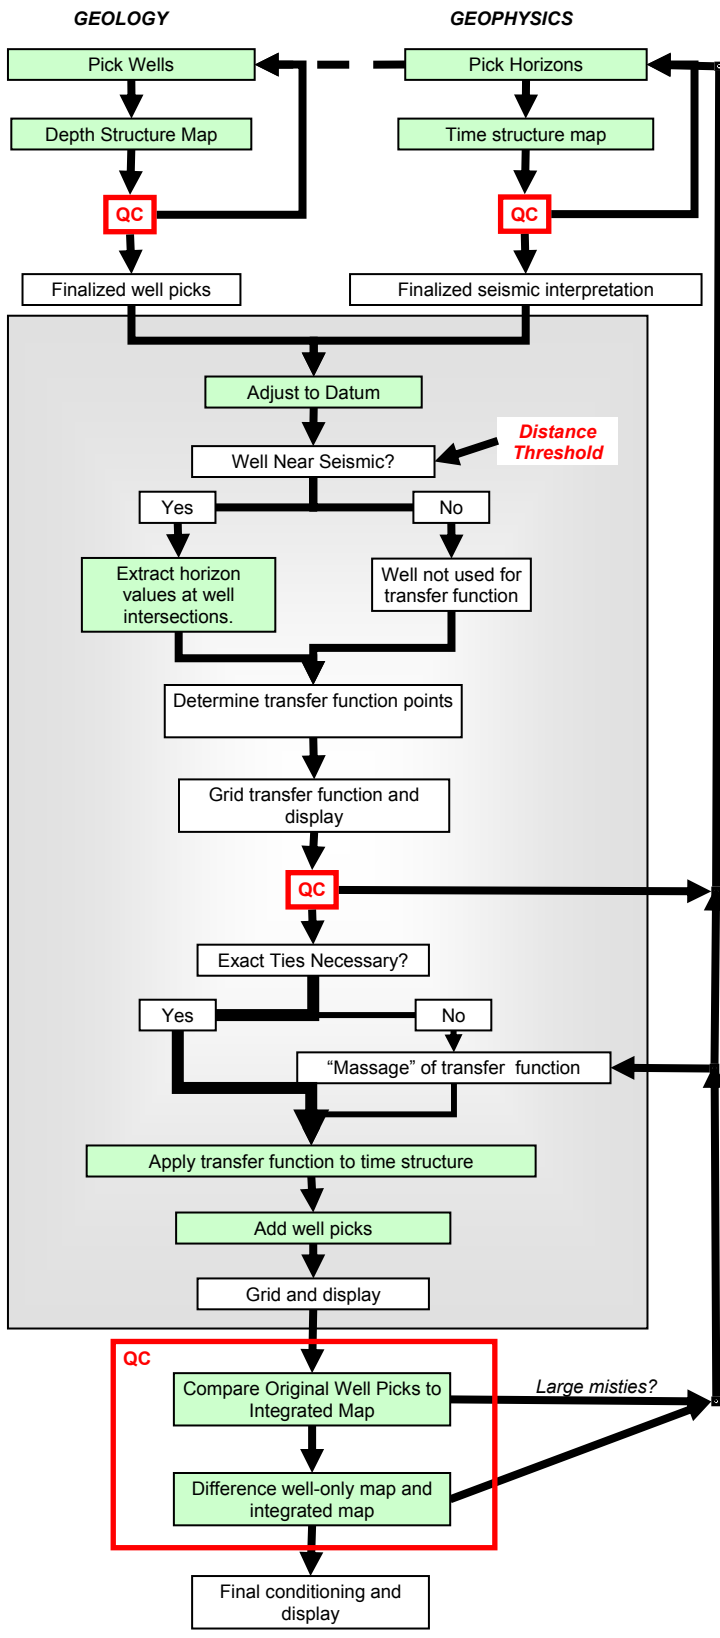 GEOLOGY
GEOPHYSICS
Pick Wells
Pick Horizons
Depth Structure Map
Time structure map
QC
QC
Finalized well picks
Finalized seismic interpretation
Adjust to Datum
Distance
Threshold
Well Near Seismic?
Yes
No
Extract horizon
values at well
intersections.
Well not used for
transfer function
Determine transfer function points
Grid transfer function and
display
QC
Exact Ties Necessary?
Yes
No
“Massage” of transfer function
Apply transfer function to time structure
Add well picks
Grid and display
QC
Compare Original Well Picks to
Integrated Map
Large misties?
Difference well-only map and
integrated map
Final conditioning and
display